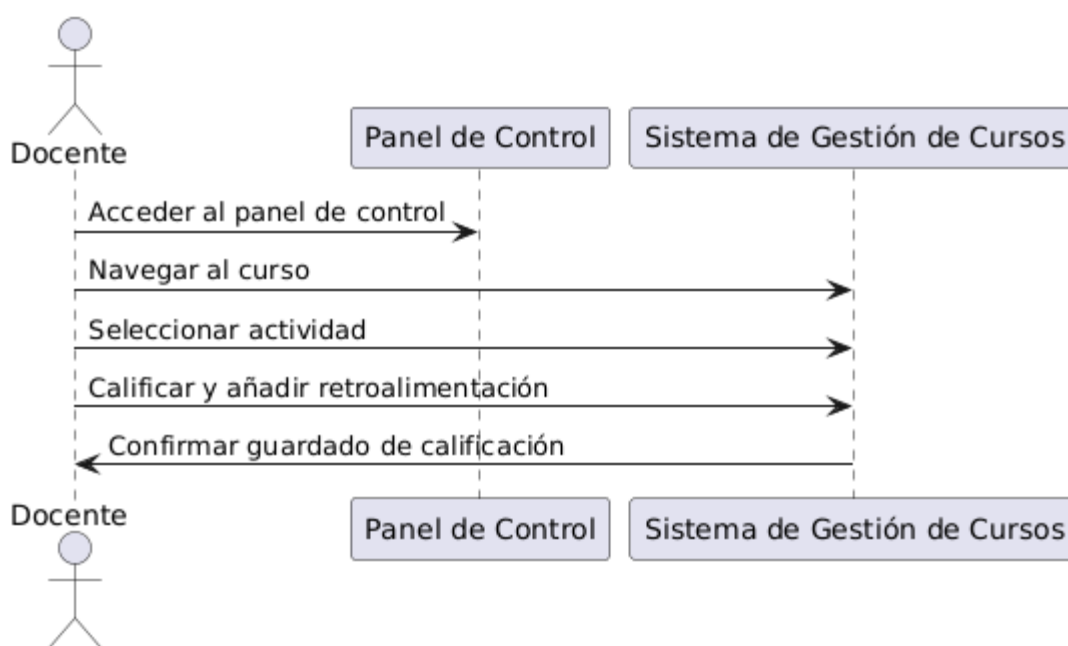 Docente
Panel de Control
Sistema de Gestión de Cursos
Acceder al panel de control
Navegar al curso
Seleccionar actividad
Calificar y añadir retroalimentación
Confirmar guardado de calificación
Docente
Panel de Control
Sistema de Gestión de Cursos